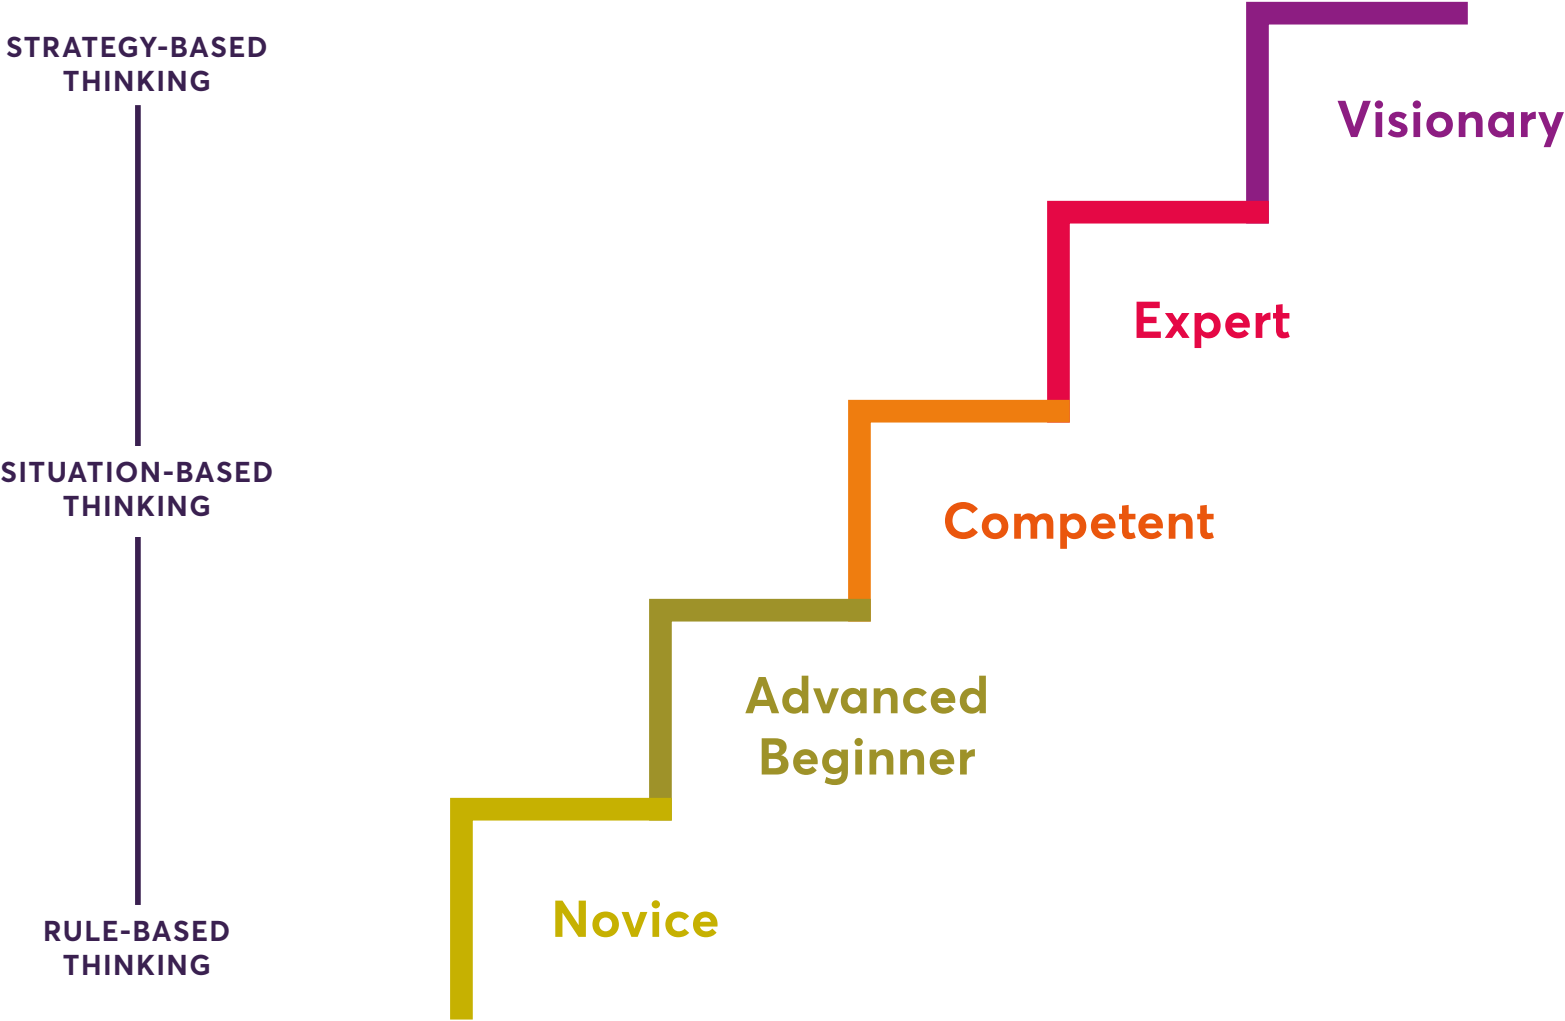 STRATEGY-BASED
THINKING
Visionary
Expert
SITUATION-BASED
THINKING
Competent
Advanced
Beginner
Novice
RULE-BASED
THINKING